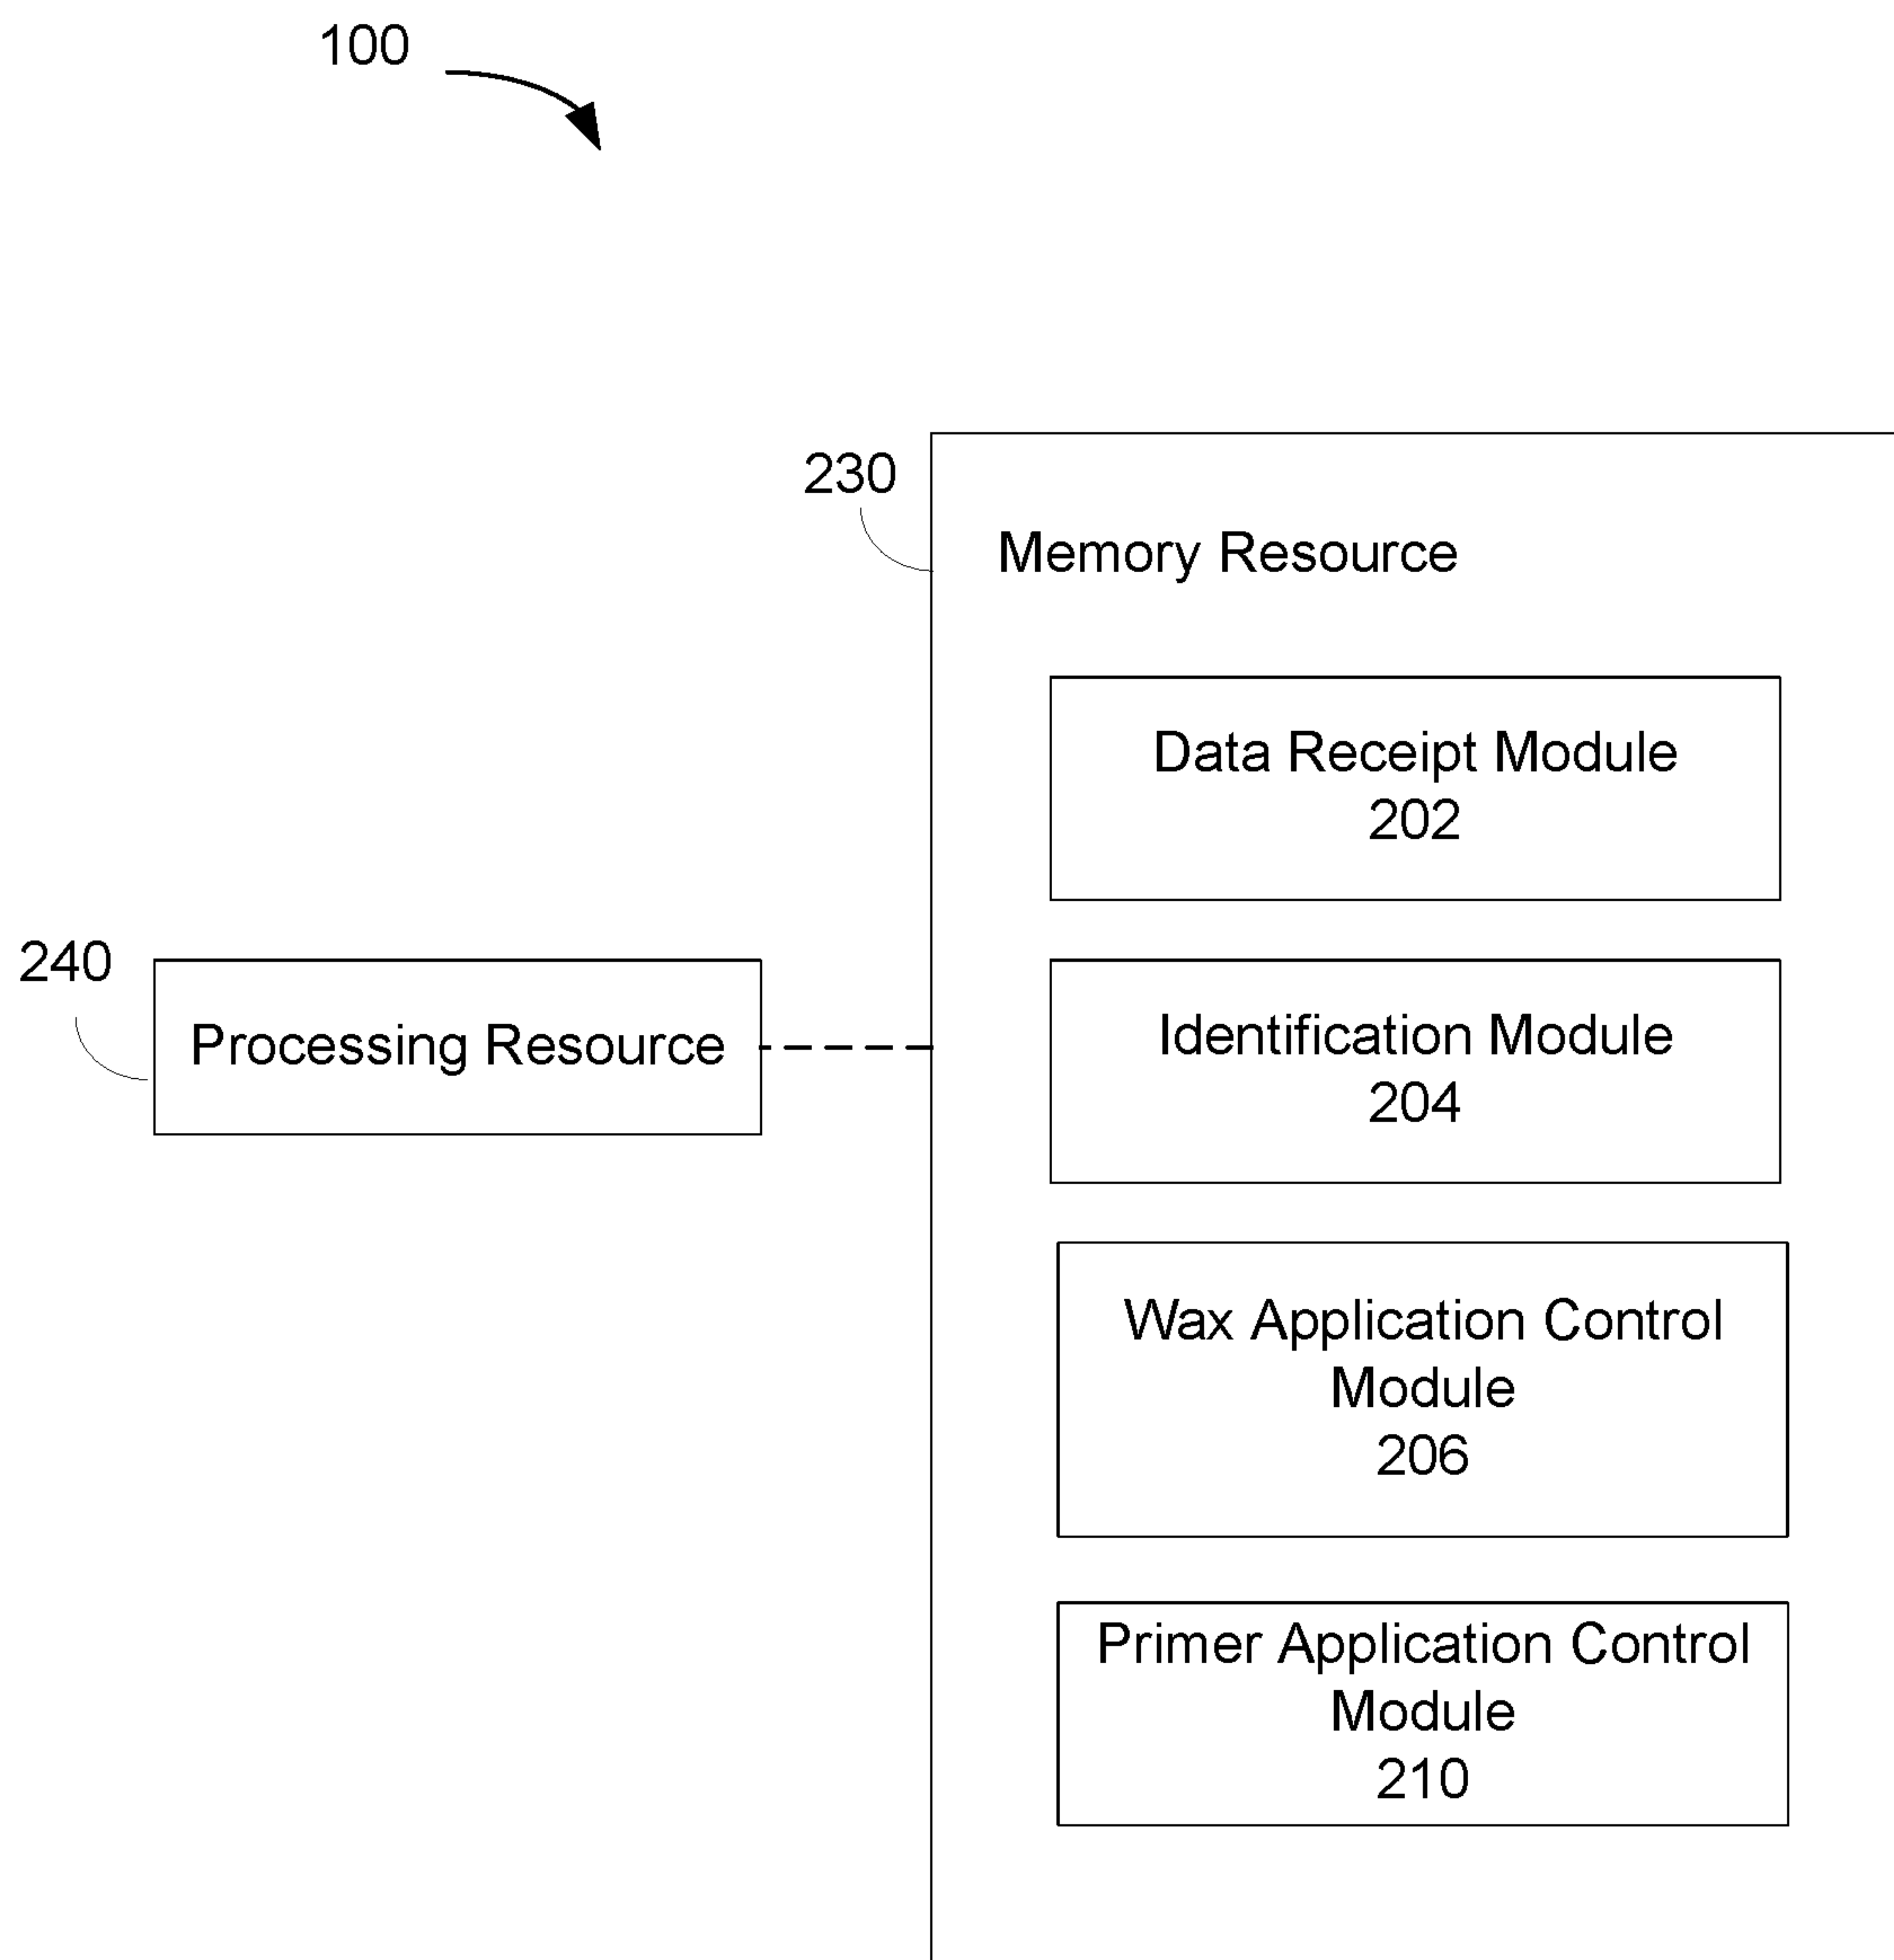 100
230
Memory Resource
Data Receipt Module
202
240
Processing Resource
Identification Module
204
Wax Application Control
Module
206
Primer Application Control
Module
210